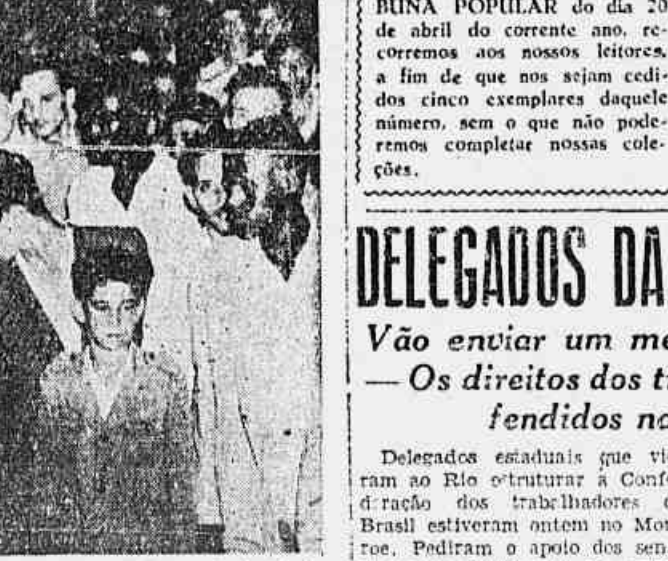 BUNA POPULAR do dia 20
de abril do corrente ano, re-
corremos aos nossos leitores,
a fim de que nos sejam cedi-
dos cinco exemplares daquele
número, sem o que não pode-
remos completar nossas cole-
ções.
DELEGADOS DA
Vão enviar um me
— Os direitos dos t
fendidos no
Delegados estaduais que vie
ram ao Rio estruturar a Confe
deração dos trabalhadores
Brasil estiveram ontem no Mon
roe. Pediram o apoio dos sen